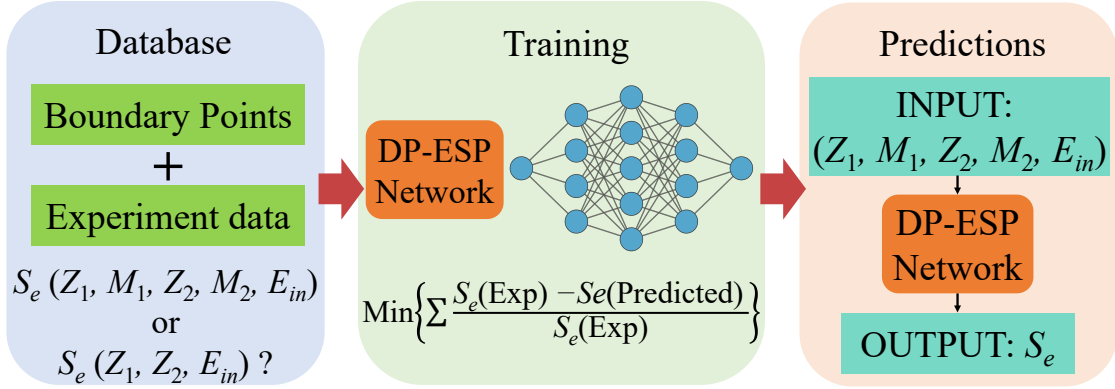 Database
Boundary Points
+
Experiment data
Sₑ (Z₁, M₁, Z₂, M₂, Eᵢₙ)
or
Sₑ (Z₁, Z₂, Eᵢₙ) ?
Training
DP-ESP
Network
Min{∑ (Sₑ(Exp) −Se(Predicted))/(Sₑ(Exp))}
Predictions
INPUT:
(Z₁, M₁, Z₂, M₂, Eᵢₙ)
DP-ESP
Network
OUTPUT: Sₑ